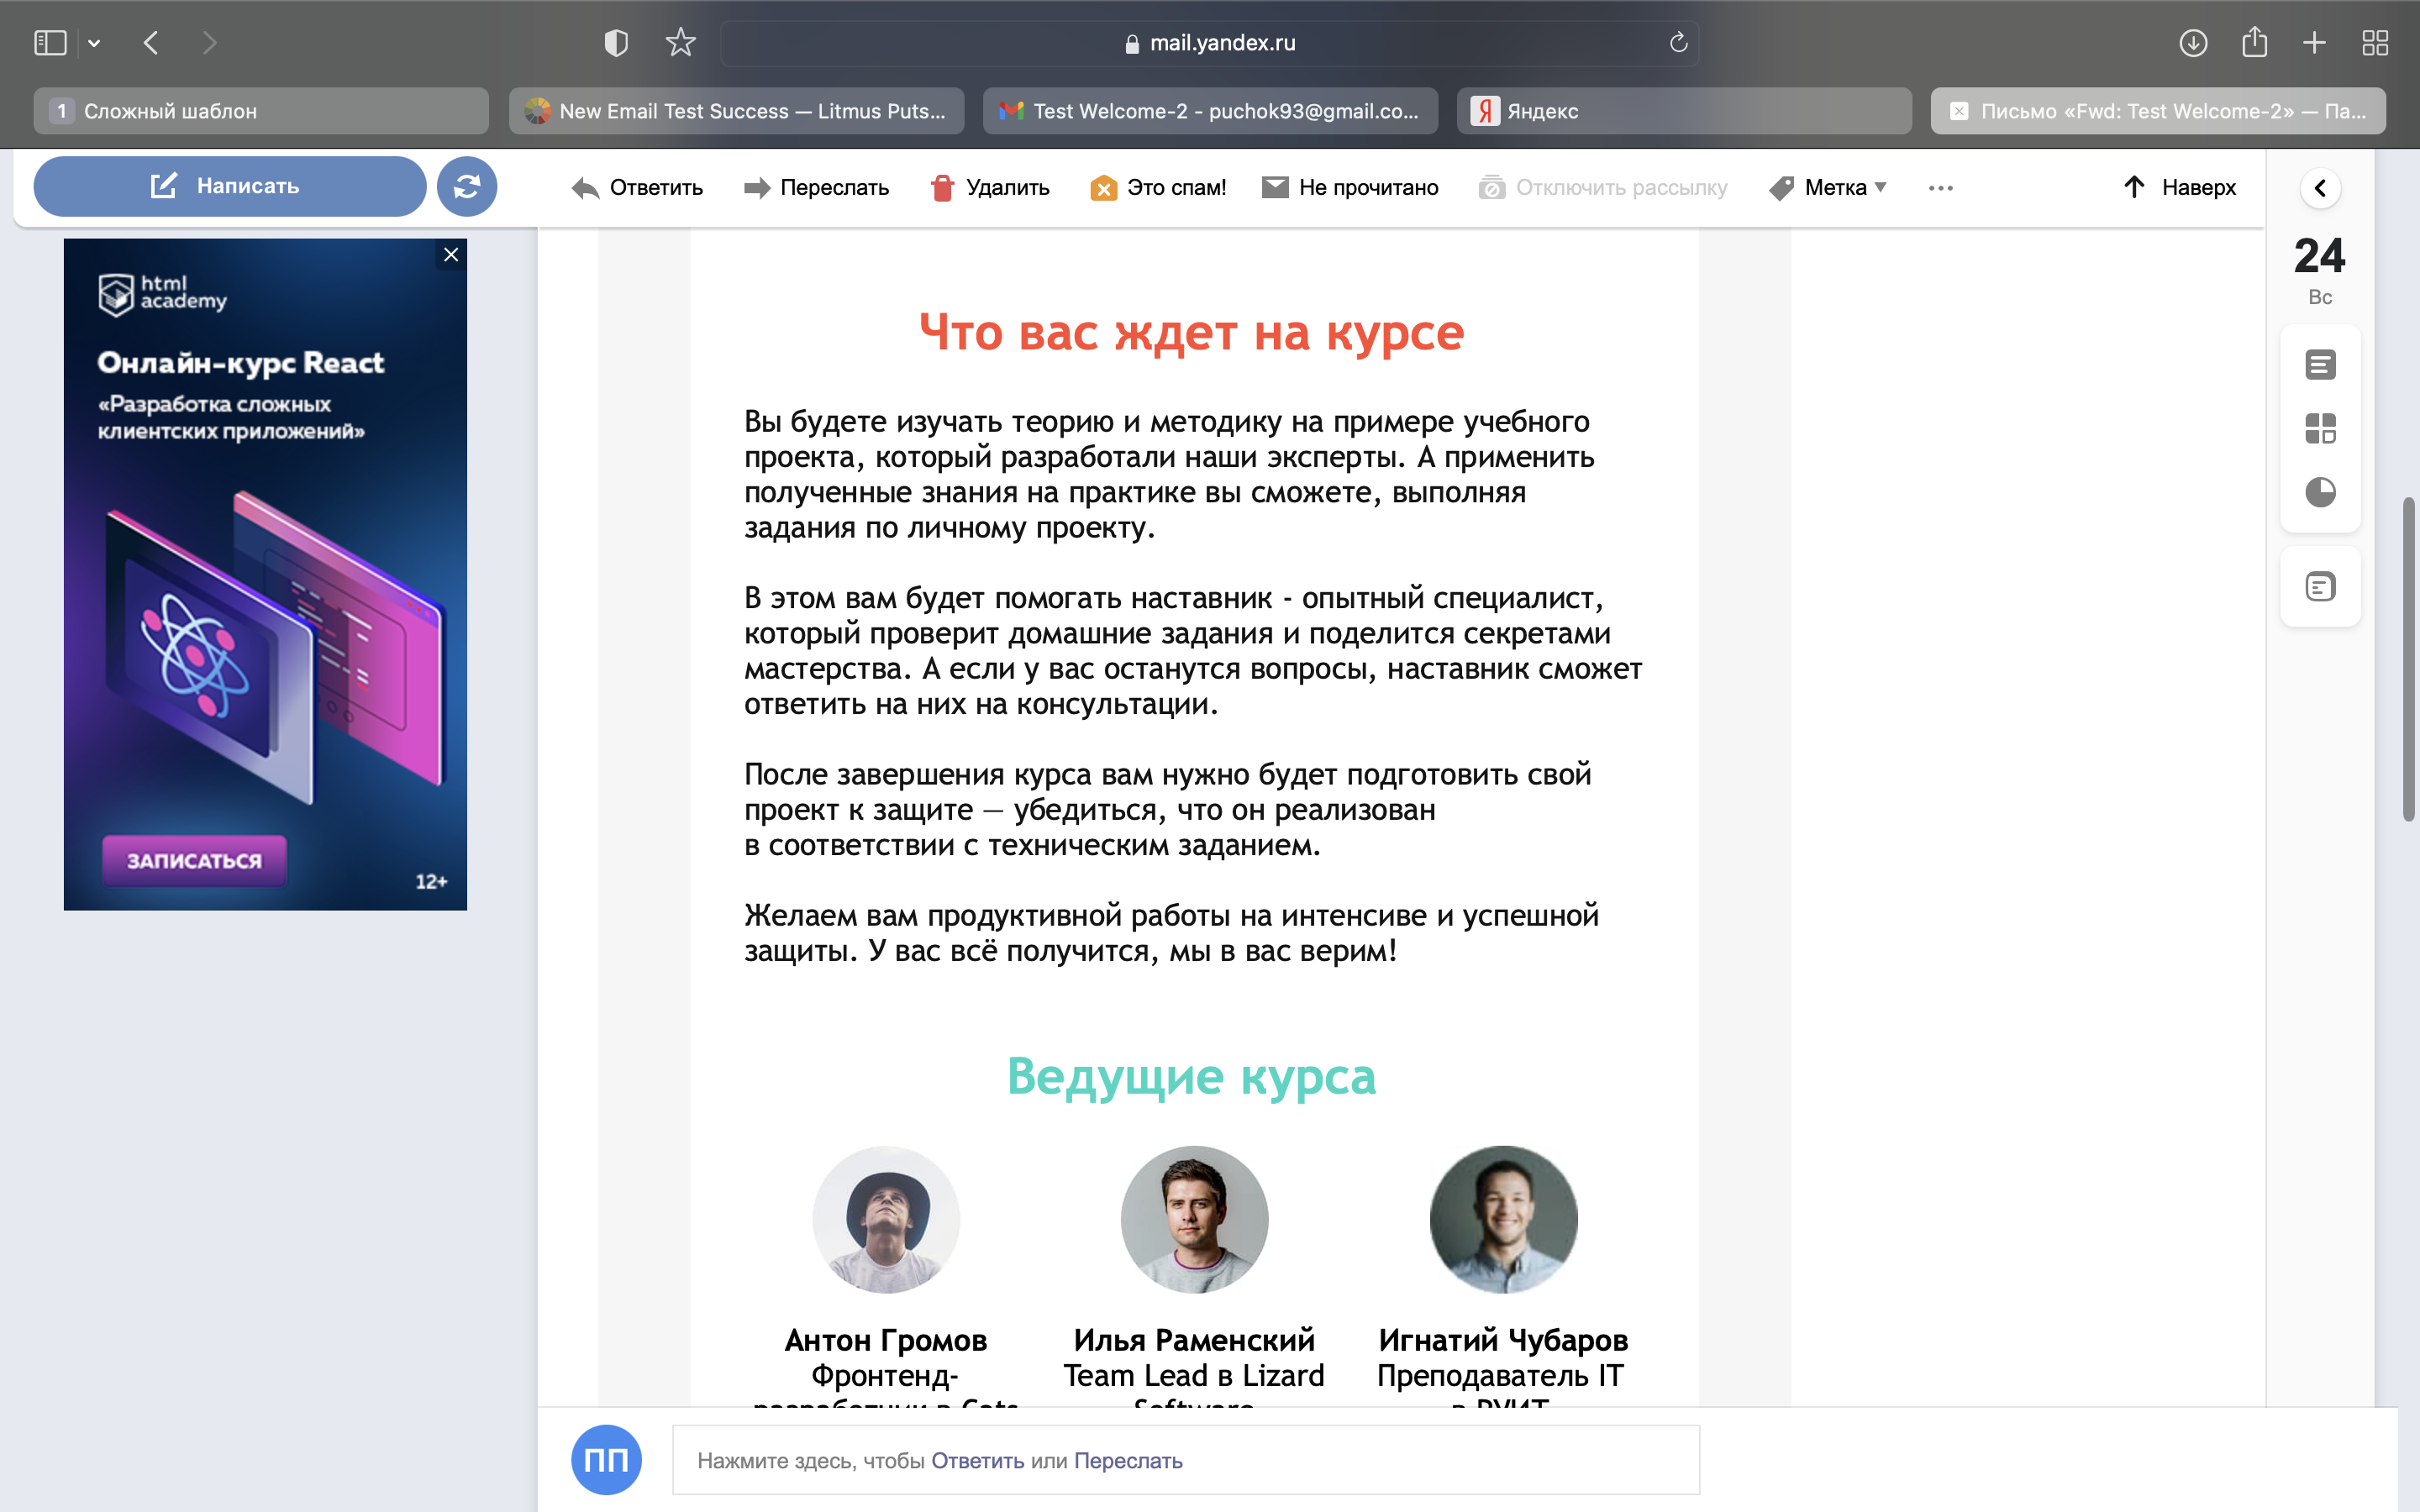 mail.yandex.ru
1 Сложный шаблон
New Email Test Success — Litmus Puts...
Test Welcome-2 - puchok93@gmail.co...
Яндекс
Письмо «Fwd: Test Welcome-2» — Па...
Написать
Ответить
Переслать
Удалить
Это спам!
Не прочитано
Отключить рассылку
Метка
Наверх
24
Вс
html
academy
Онлайн-курс React
«Разработка сложных
клиентских приложений»
ЗАПИСАТЬСЯ
12+
Что вас ждет на курсе
Вы будете изучать теорию и методику на примере учебного
проекта, который разработали наши эксперты. А применить
полученные знания на практике вы сможете, выполняя
задания по личному проекту.
В этом вам будет помогать наставник - опытный специалист,
который проверит домашние задания и поделится секретами
мастерства. А если у вас останутся вопросы, наставник сможет
ответить на них на консультации.
После завершения курса вам нужно будет подготовить свой
проект к защите — убедиться, что он реализован
в соответствии с техническим заданием.
Желаем вам продуктивной работы на интенсиве и успешной
защиты. У вас всё получится, мы в вас верим!
Ведущие курса
Антон Громов
Фронтенд-
разработчик в Cats
Илья Раменский
Team Lead в Lizard
Software
Игнатий Чубаров
Преподаватель IT
в РУИТ
ПП
Нажмите здесь, чтобы Ответить или Переслать